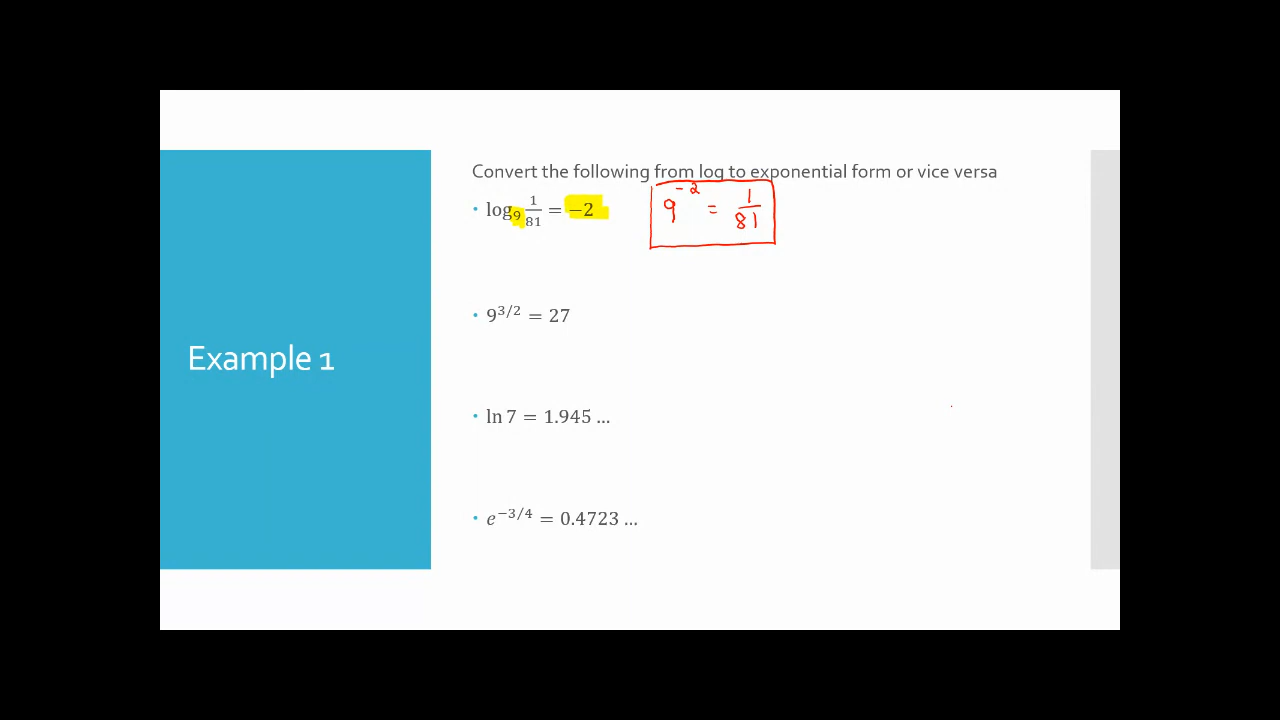 Example 1
Convert the following from log to exponential form or vice versa
• log₉ 1/81 = −2
9⁻² = 1/81
• 9^{3/2} = 27
• ln 7 = 1.945 ...
• e^{−3/4} = 0.4723 ...